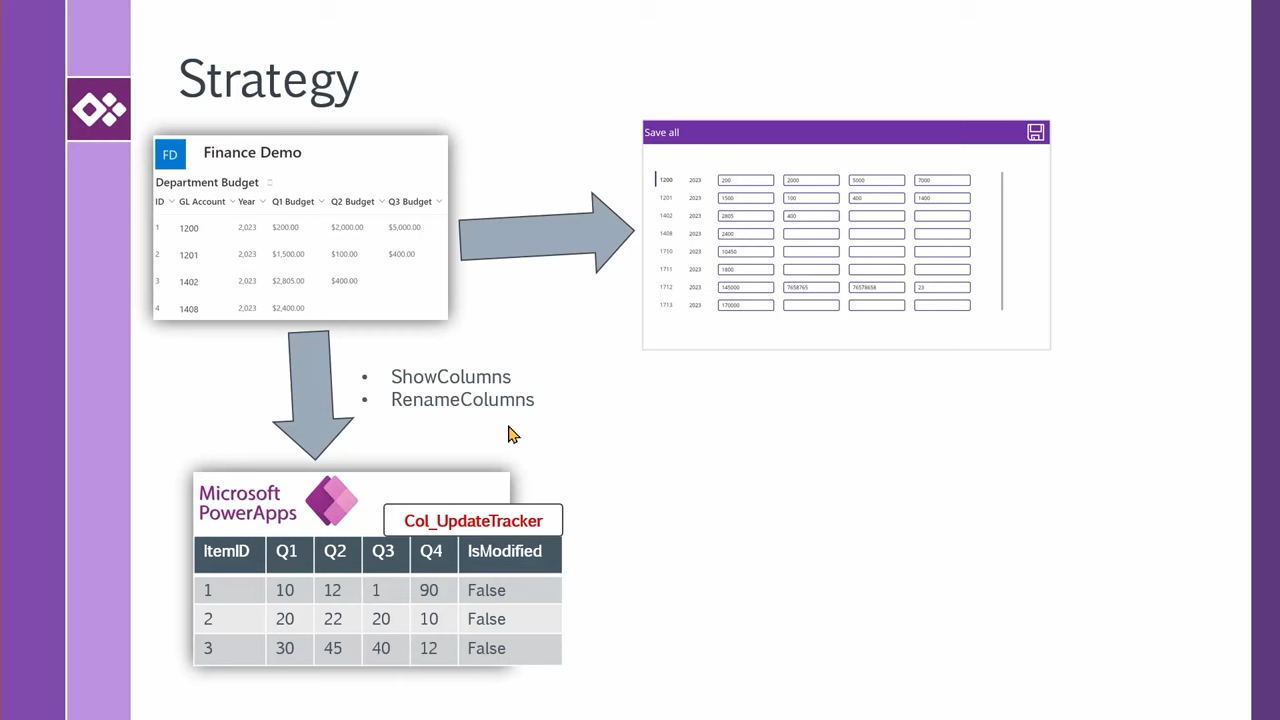 Strategy
FD
Finance Demo
Department Budget
ID GL Account Year Q1 Budget Q2 Budget Q3 Budget
1 1200 2,023 $200.00 $2,000.00 $5,000.00
2 1201 2,023 $1,500.00 $100.00 $400.00
3 1402 2,023 $2,805.00 $400.00
4 1408 2,023 $2,400.00
Save all
1200 2023 200 2000 5000 7000
1201 2023 1500 100 400 1400
1402 2023 2805 400
1408 2023 2400
1710 2023 10450
1711 2023 1800
1712 2023 145000 7658765 76578658 23
1713 2023 170000
• ShowColumns
• RenameColumns
Microsoft
PowerApps
Col_UpdateTracker
ItemID Q1 Q2 Q3 Q4 IsModified
1 10 12 1 90 False
2 20 22 20 10 False
3 30 45 40 12 False